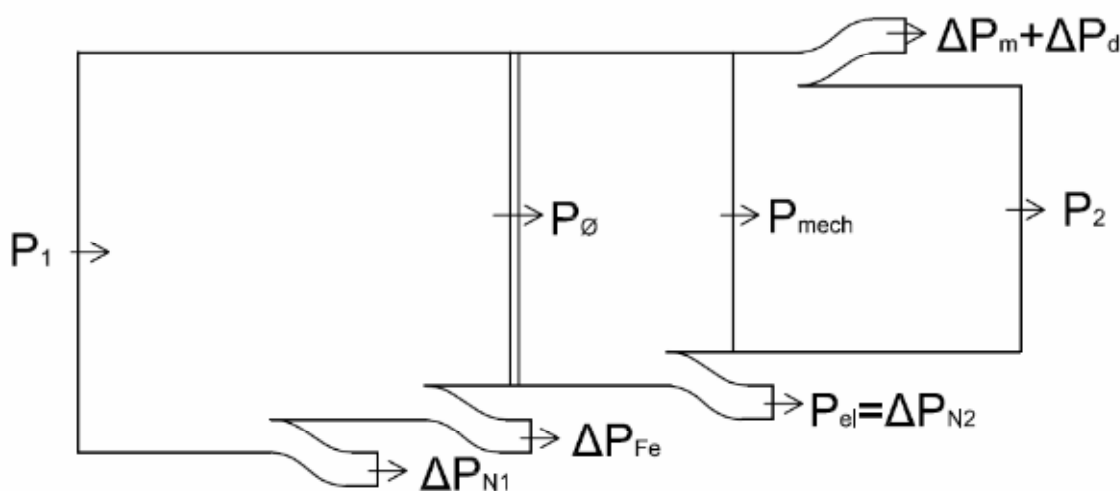 ΔPm+ΔPd
P1
PØ
Pmech
P2
Pel=ΔPN2
ΔPFe
ΔPN1